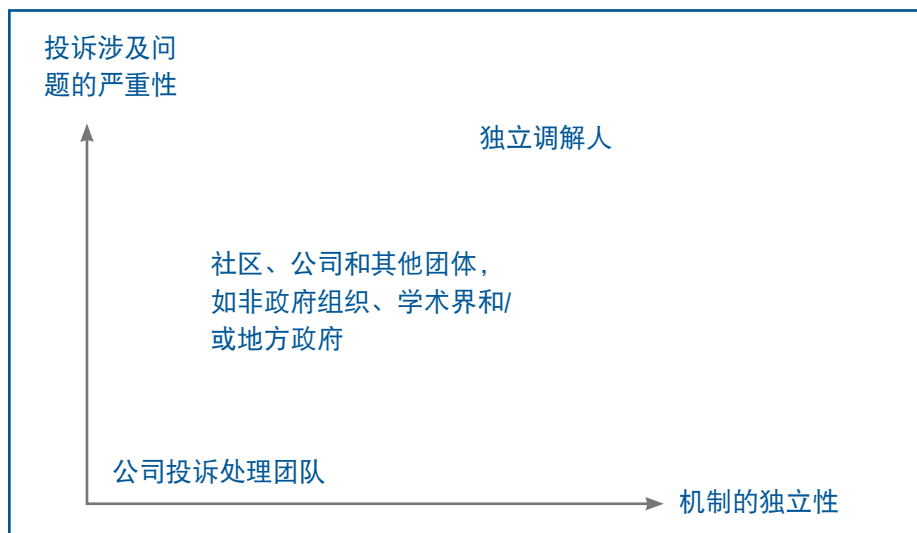 投诉涉及问
题的严重性
独立调解人
社区、公司和其他团体，
如非政府组织、学术界和/
或地方政府
公司投诉处理团队
机制的独立性